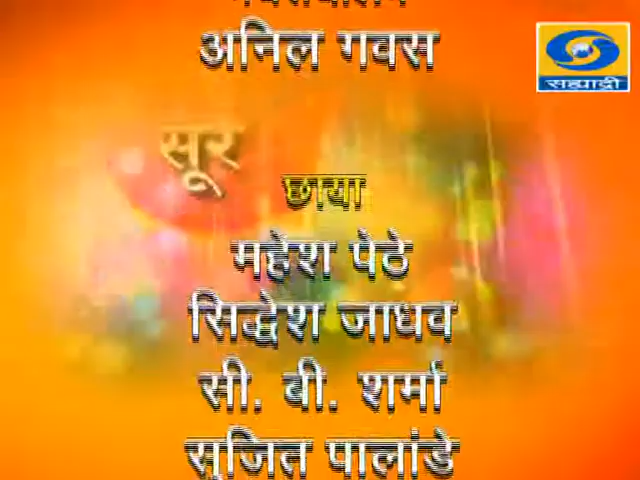 अनिल गवस
सह्याद्री
सूर
छाया
महेश पेठे
सिद्धेश जाधव
सी. बी. शर्मा
सुजित पालांडे